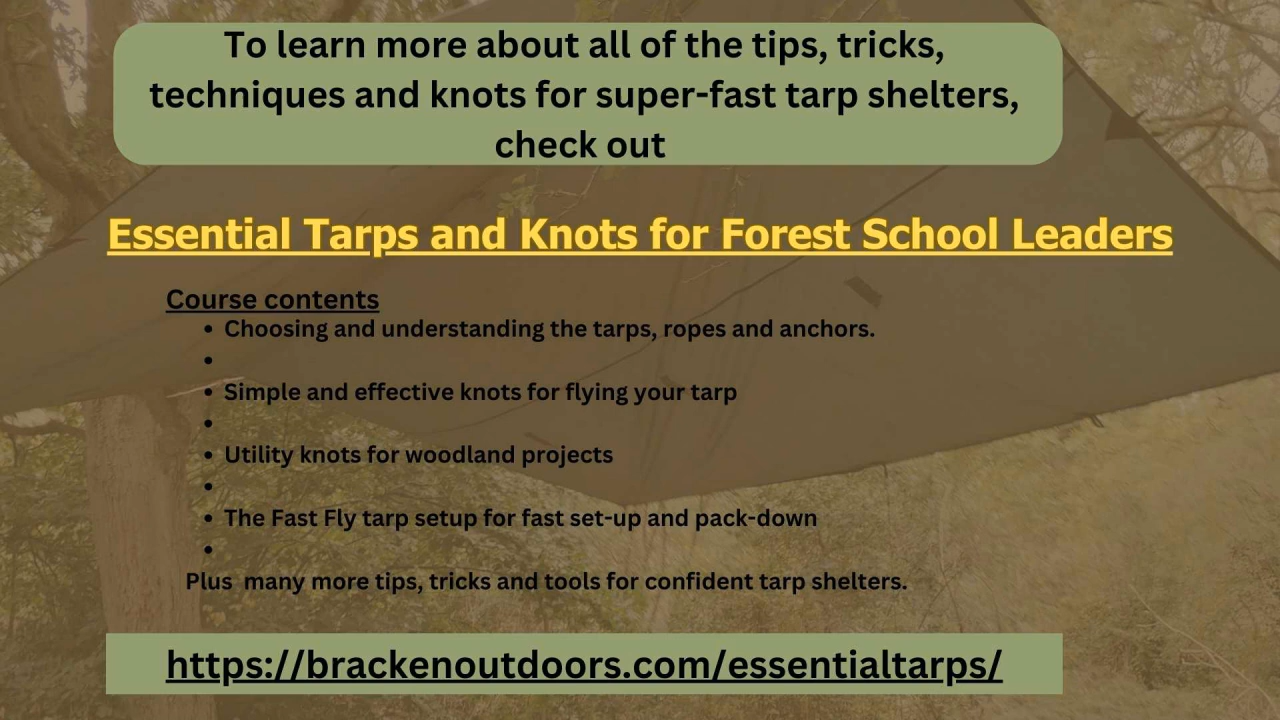 To learn more about all of the tips, tricks,
techniques and knots for super-fast tarp shelters,
check out
Essential Tarps and Knots for Forest School Leaders
Course contents
• Choosing and understanding the tarps, ropes and anchors.
•
• Simple and effective knots for flying your tarp
•
• Utility knots for woodland projects
•
• The Fast Fly tarp setup for fast set-up and pack-down
•
Plus  many more tips, tricks and tools for confident tarp shelters.
https://brackenoutdoors.com/essentialtarps/